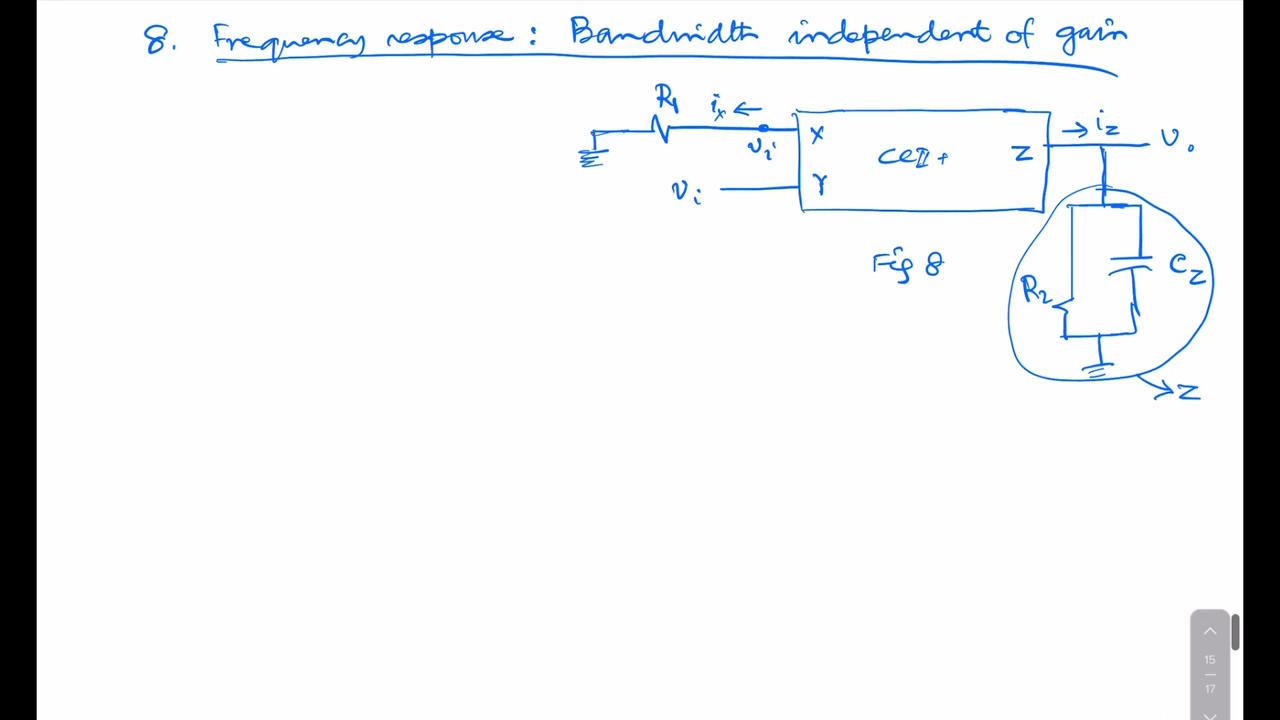 8. Frequency response : Bandwidth independent of gain
R1 ix ← X CCII+ Z → iz vo
vi
vi Y
Fig 8
R2 Cz
→ Z
15
17